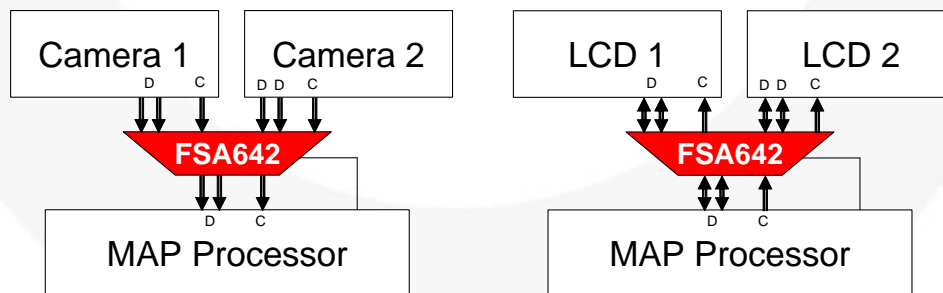 Camera 1
D C
Camera 2
D D C
FSA642
D C
MAP Processor
LCD 1
D C
LCD 2
D D C
FSA642
D C
MAP Processor